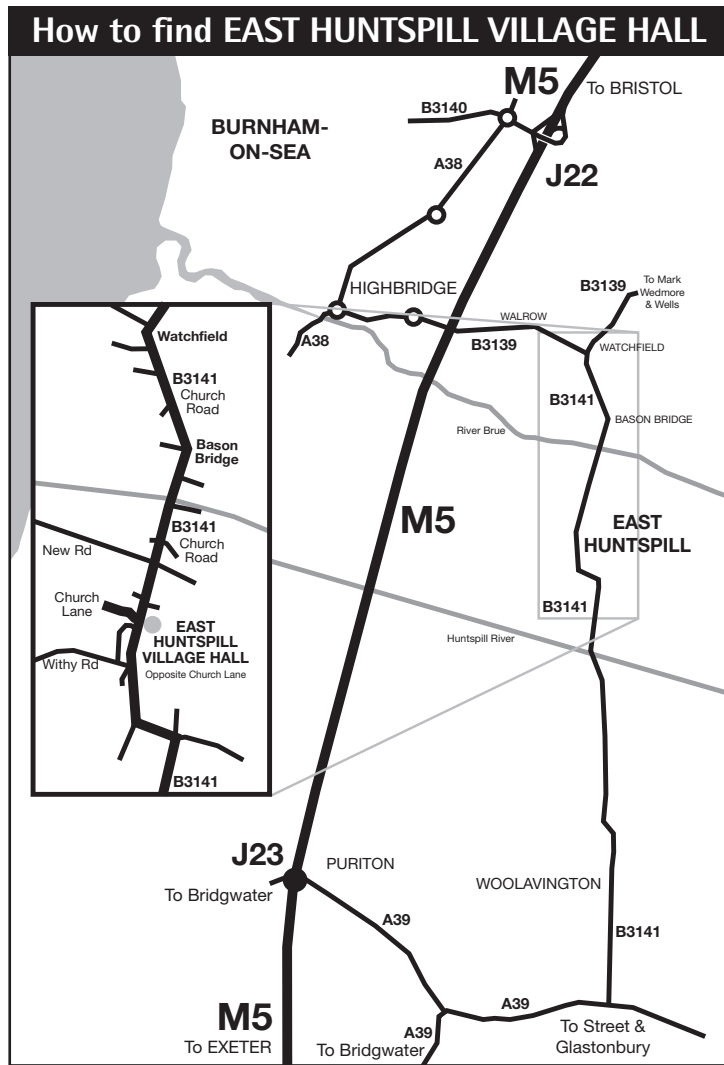 How to find EAST HUNTSPILL VILLAGE HALL
M5
To BRISTOL
B3140
BURNHAM-
ON-SEA
A38
J22
HIGHBRIDGE
B3139
To Mark
Wedmore
& Wells
WALROW
A38
B3139
WATCHFIELD
B3141
BASON BRIDGE
River Brue
M5
EAST
HUNTSPILL
B3141
Huntspill River
Watchfield
B3141
Church
Road
Bason
Bridge
B3141
Church
Road
New Rd
Church
Lane
EAST
HUNTSPILL
VILLAGE HALL
Opposite Church Lane
Withy Rd
B3141
J23
PURITON
To Bridgwater
WOOLAVINGTON
A39
B3141
M5
To EXETER
A39
A39
To Bridgwater
To Street &
Glastonbury